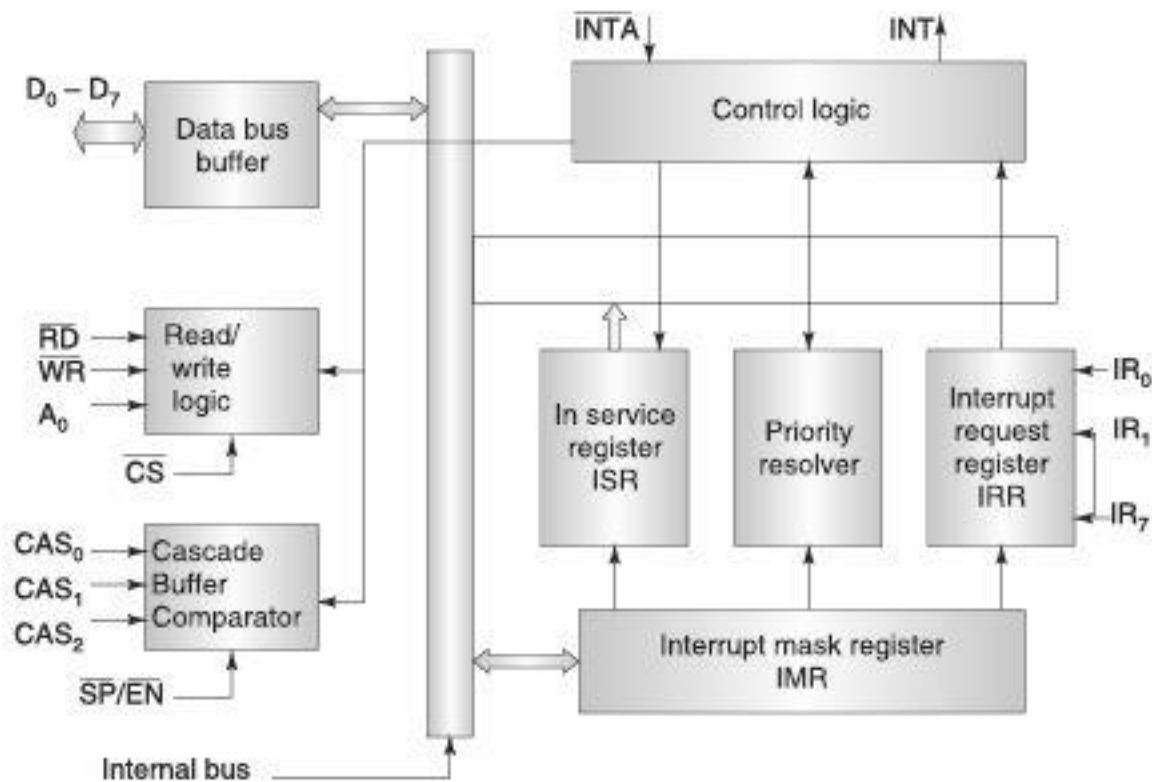 INTA
INT
D0 – D7
Data bus
buffer
Control logic
RD
WR
A0
Read/
write
logic
CS
In service
register
ISR
Priority
resolver
Interrupt
request
register
IRR
IR0
IR1
IR7
CAS0
CAS1
CAS2
Cascade
Buffer
Comparator
SP/EN
Interrupt mask register
IMR
Internal bus